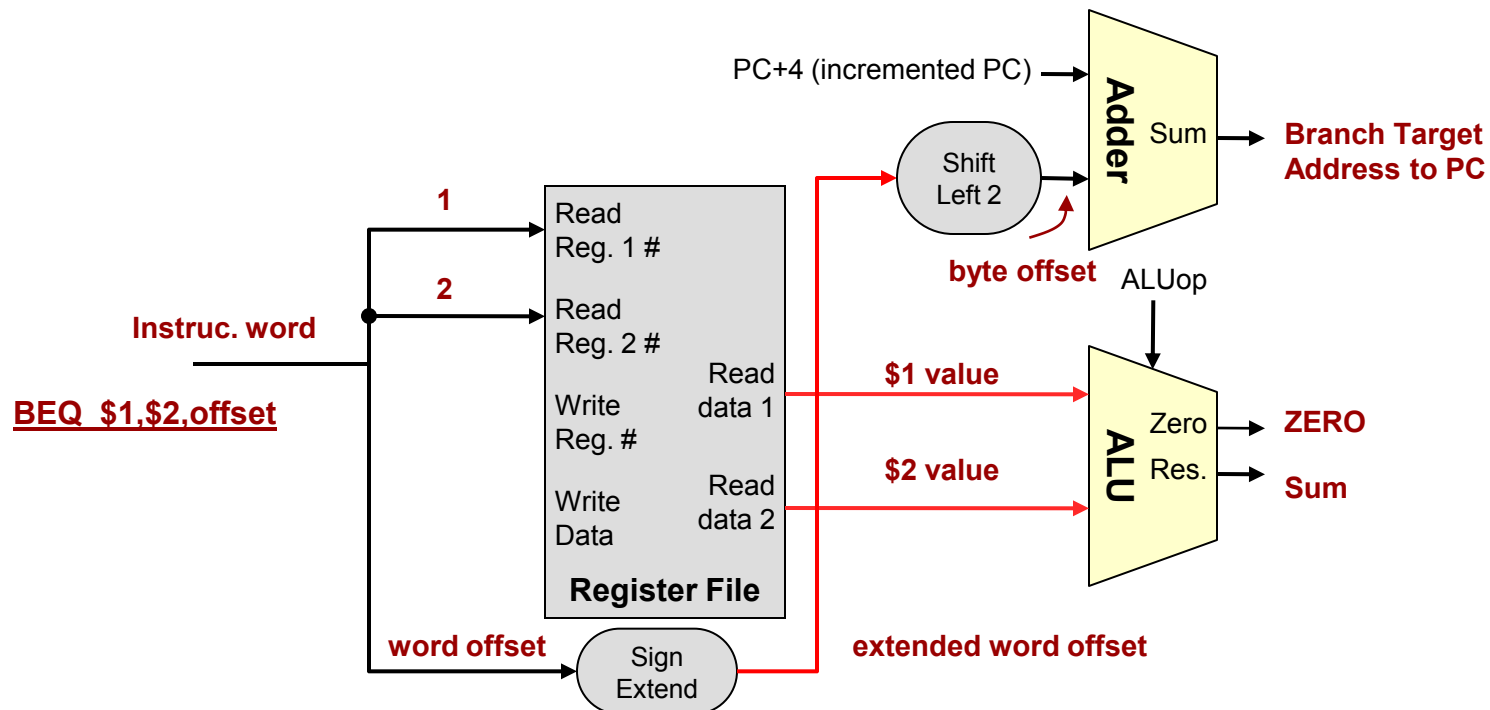 PC+4 (incremented PC)
Adder
Sum
Branch Target
Address to PC
Shift
Left 2
byte offset
ALUop
1
Read
Reg. 1 #
2
Read
Reg. 2 #
Instruc. word
BEQ $1,$2,offset
Write
Reg. #
Write
Data
Read
data 1
Read
data 2
Register File
$1 value
$2 value
ALU
Zero
Res.
ZERO
Sum
word offset
Sign
Extend
extended word offset